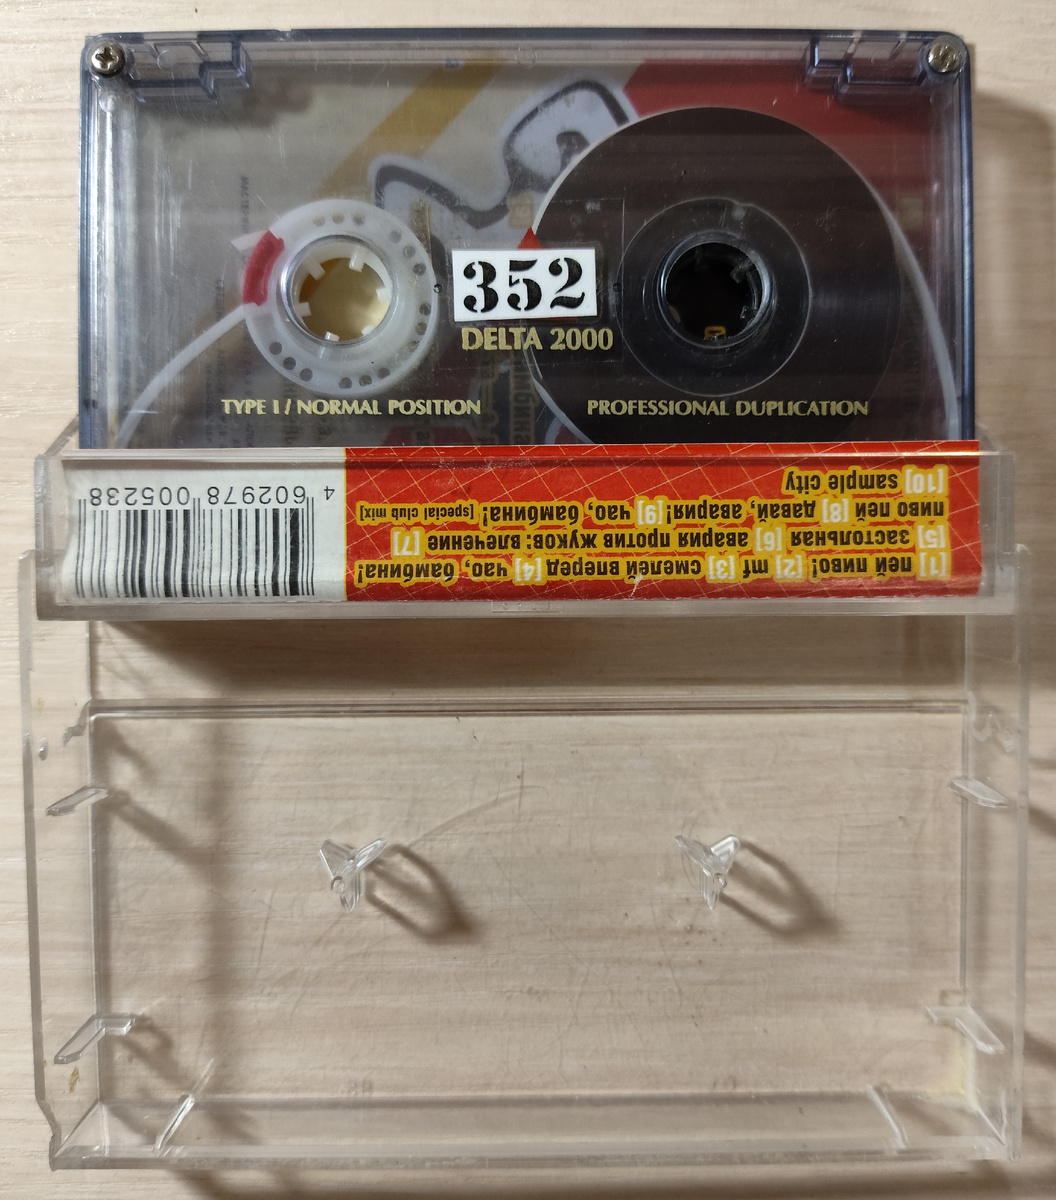 352
DELTA 2000
TYPE I / NORMAL POSITION
PROFESSIONAL DUPLICATION
4 602978 005238
[1] пей пиво! [2] mf [3] смелей вперед [4] чао, бамбина!
[5] застольная [6] авария против жуков: влечение [7]
пиво пей [8] давай, авария! [9] чао, бамбина! [special club mix]
[10] sample city